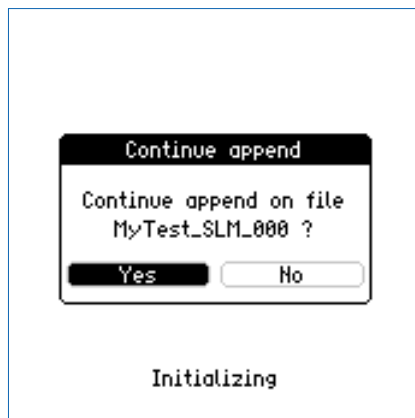 Continue append
Continue append on file
MyTest_SLM_000 ?
Yes
No
Initializing